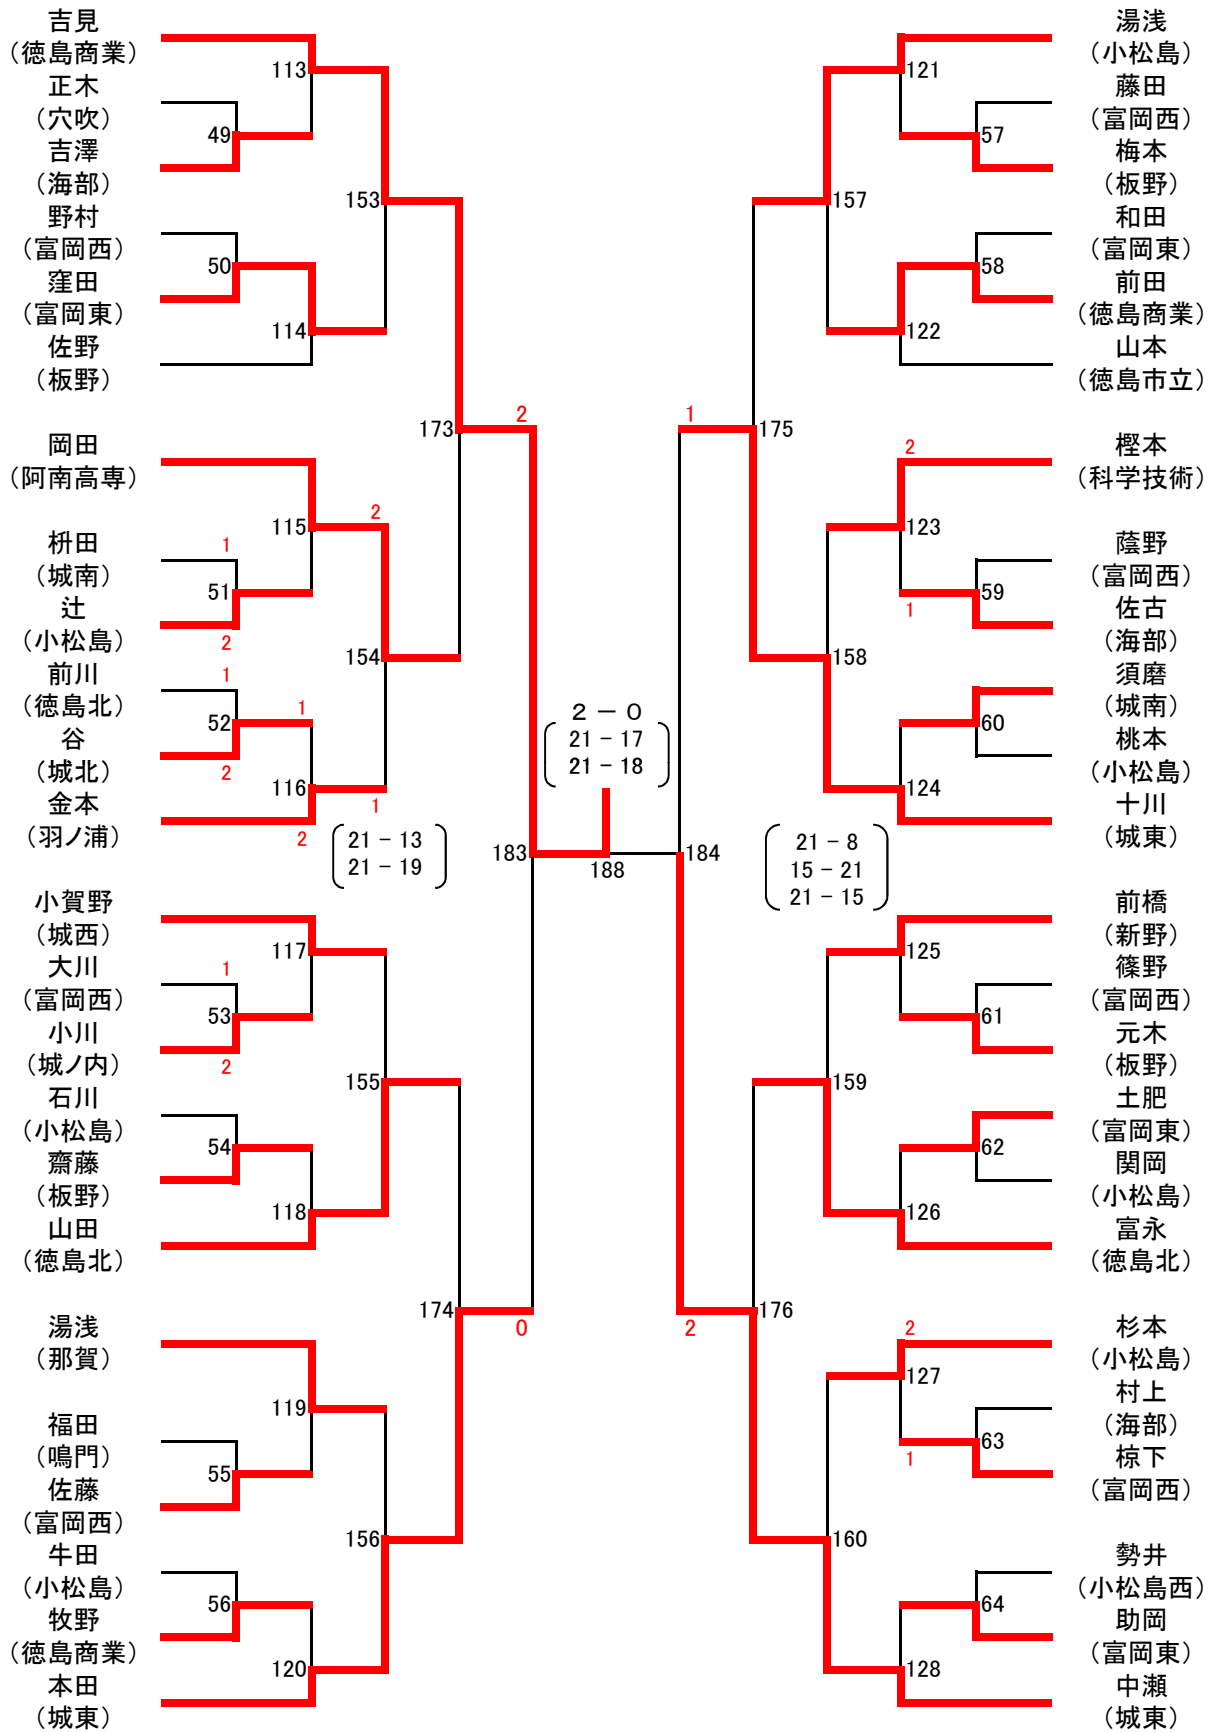 吉見
（徳島商業）
113
正木
（穴吹）
49
吉澤
（海部）
153
野村
（富岡西）
50
窪田
（富岡東）
114
佐野
（板野）
173
2
岡田
（阿南高専）
115
2
枡田
1
（城南）
51
辻
（小松島）
2
154
前川
1
（徳島北）
1
52
谷
（城北）
2
116
金本
1
（羽ノ浦）
2
21 − 13
21 − 19
183
小賀野
（城西）
117
大川
1
（富岡西）
53
小川
（城ノ内）
2
155
石川
（小松島）
54
齋藤
（板野）
118
山田
（徳島北）
174
0
湯浅
（那賀）
119
福田
（鳴門）
55
佐藤
（富岡西）
156
牛田
（小松島）
56
牧野
（徳島商業）
120
本田
（城東）
２ − ０
21 − 17
21 − 18
188
湯浅
（小松島）
121
藤田
（富岡西）
57
梅本
（板野）
157
和田
（富岡東）
58
前田
（徳島商業）
122
山本
（徳島市立）
1
175
樫本
2
（科学技術）
123
蔭野
（富岡西）
59
佐古
1
（海部）
158
須磨
（城南）
60
桃本
（小松島）
124
十川
（城東）
184
21 − 8
15 − 21
21 − 15
前橋
（新野）
125
篠野
（富岡西）
61
元木
（板野）
159
土肥
（富岡東）
62
関岡
（小松島）
126
富永
（徳島北）
176
2
杉本
2
（小松島）
127
村上
（海部）
63
椋下
1
（富岡西）
160
勢井
（小松島西）
64
助岡
（富岡東）
128
中瀬
（城東）